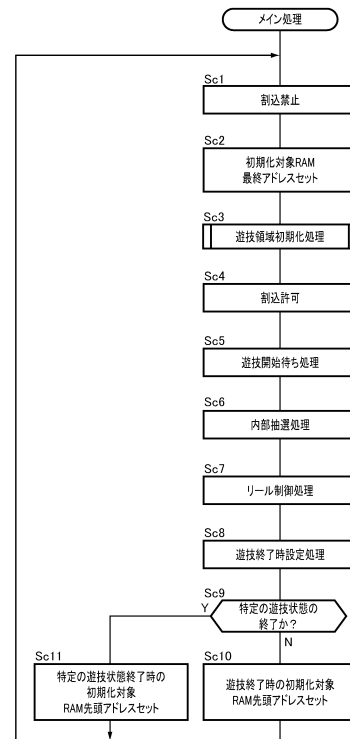 メイン処理
Sc1
割込禁止
Sc2
初期化対象RAM
最終アドレスセット
Sc3
遊技領域初期化処理
Sc4
割込許可
Sc5
遊技開始待ち処理
Sc6
内部抽選処理
Sc7
リール制御処理
Sc8
遊技終了時設定処理
Sc9
Y
特定の遊技状態の
終了か?
N
Sc11
特定の遊技状態終了時の
初期化対象
RAM先頭アドレスセット
Sc10
遊技終了時の初期化対象
RAM先頭アドレスセット